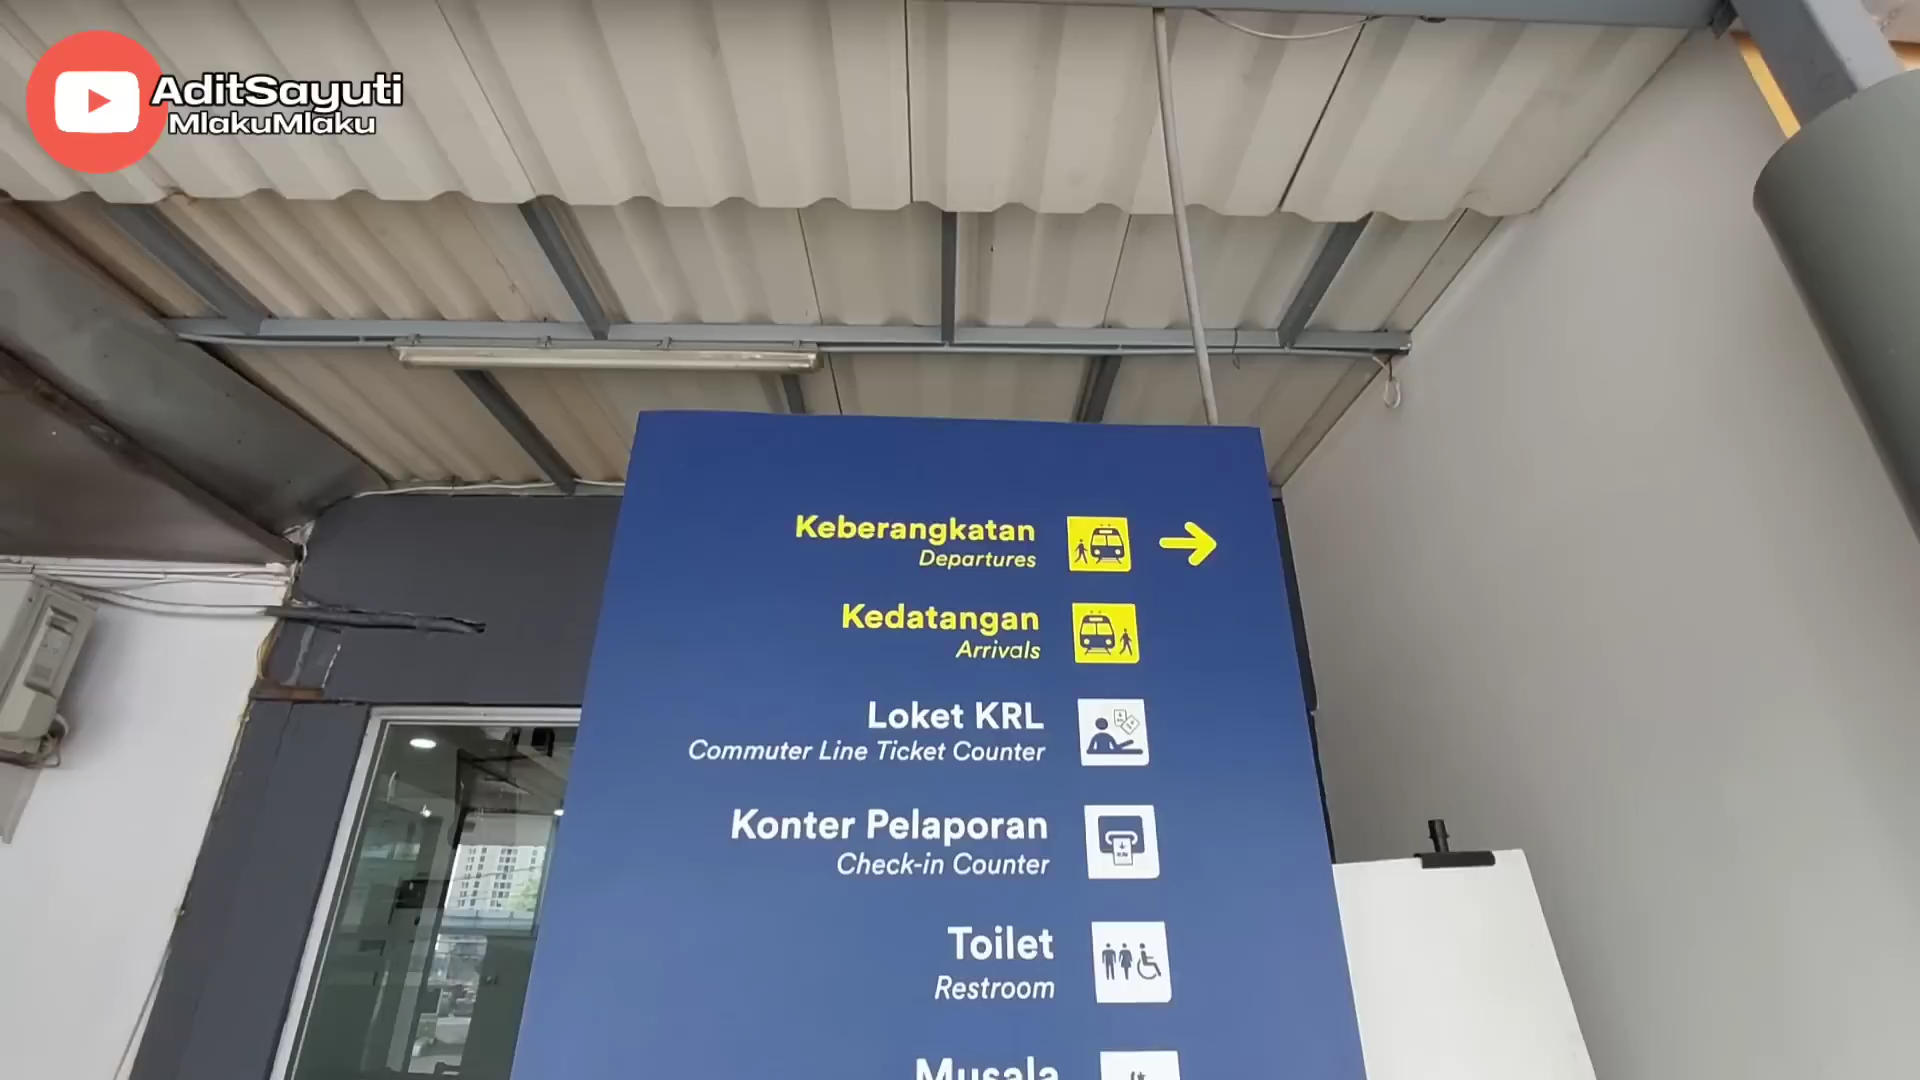 AditSayuti
MlakuMlaku
Keberangkatan
Departures
Kedatangan
Arrivals
Loket KRL
Commuter Line Ticket Counter
Konter Pelaporan
Check-in Counter
Toilet
Restroom
Musala